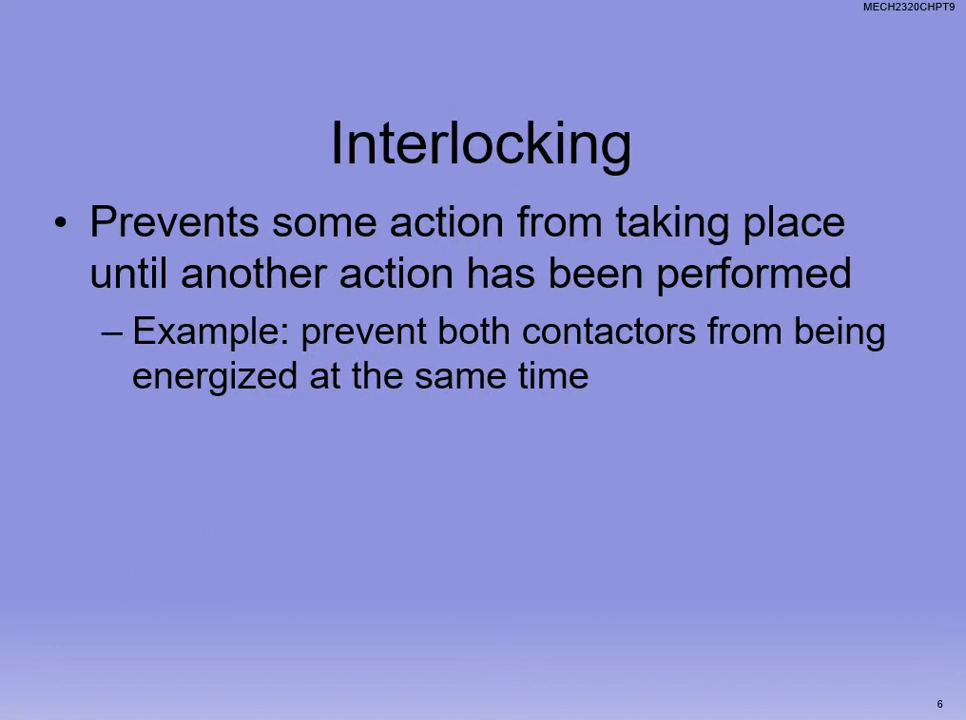 MECH2320CHPT9
Interlocking
• Prevents some action from taking place
until another action has been performed
– Example: prevent both contactors from being
energized at the same time
6